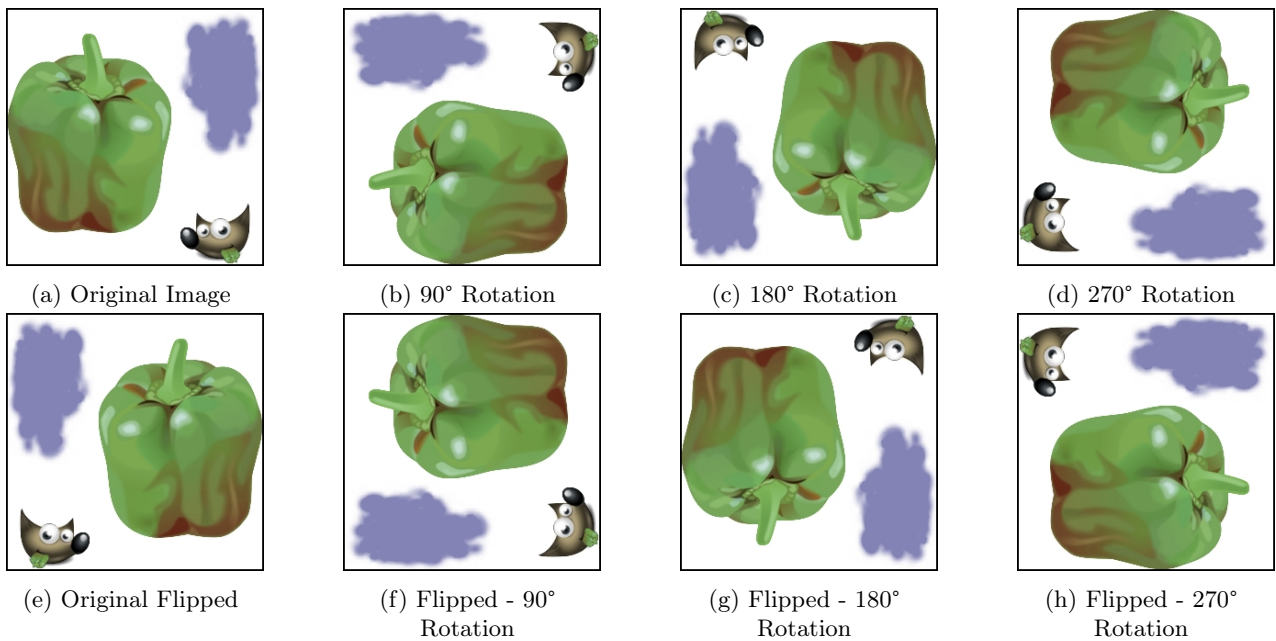 (a) Original Image
(b) 90° Rotation
(c) 180° Rotation
(d) 270° Rotation
(e) Original Flipped
(f) Flipped - 90°
Rotation
(g) Flipped - 180°
Rotation
(h) Flipped - 270°
Rotation